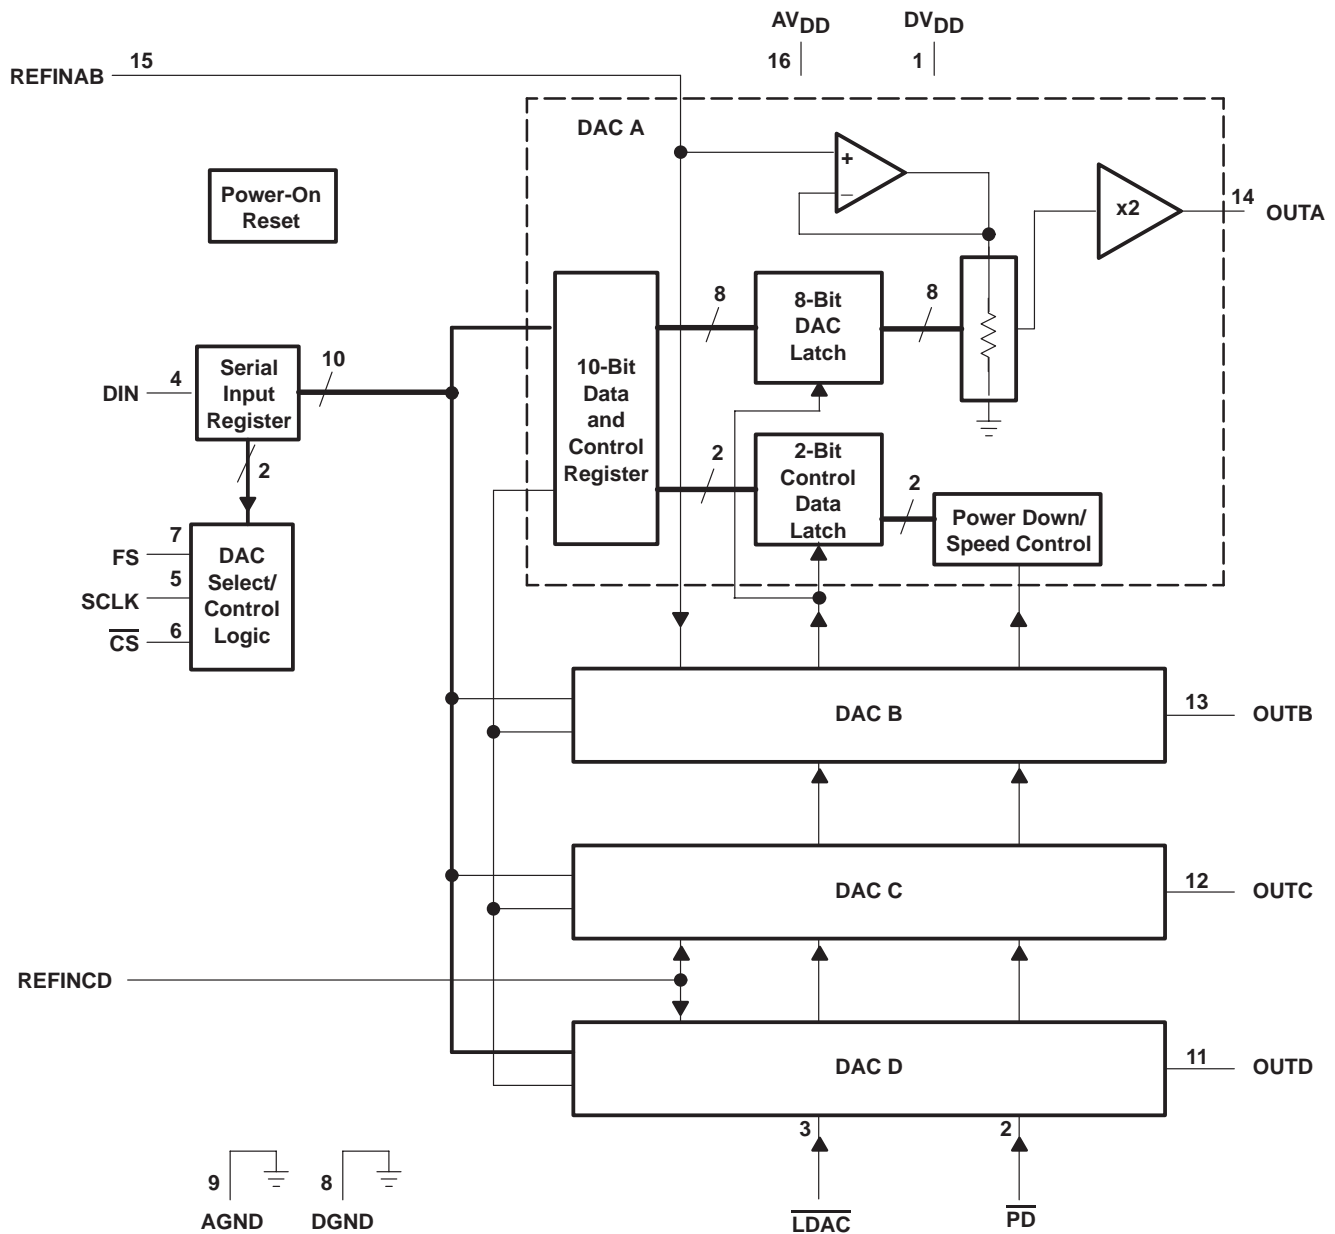 AVDD
DVDD
16
1
REFINAB
15
DAC A
Power-On
Reset
+
−
x2
14
OUTA
8
8-Bit
DAC
Latch
8
10-Bit
Data
and
Control
Register
DIN
4
Serial
Input
Register
10
2
2
2-Bit
Control
Data
Latch
2
Power Down/
Speed Control
FS
7
SCLK
5
CS
6
DAC
Select/
Control
Logic
DAC B
13
OUTB
DAC C
12
OUTC
REFINCD
DAC D
11
OUTD
3
2
LDAC
PD
9
8
AGND
DGND